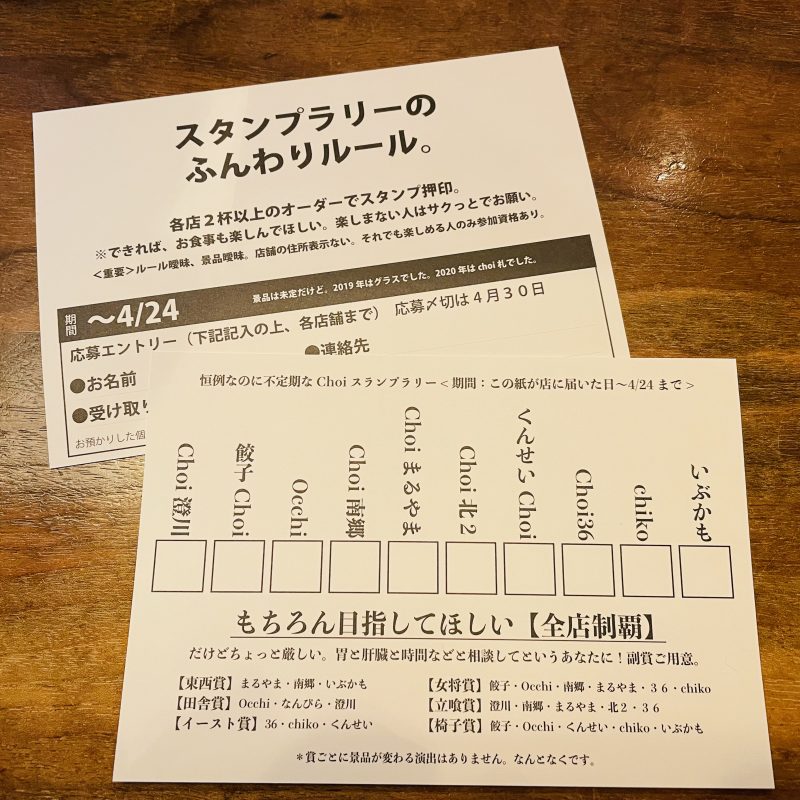 スタンプラリーの
ふんわりルール。
各店２杯以上のオーダーでスタンプ押印。
※できれば、お食事も楽しんでほしい。楽しまない人はサクっとでお願い。
<重要>ルール曖昧、景品曖昧。店舗の住所表示ない。それでも楽しめる人のみ参加資格あり。
期間
〜4/24
景品は未定だけど。2019年はグラスでした。2020年は choi 札でした。
応募エントリー（下記記入の上、各店舗まで） 応募〆切は４月３０日
●お名前
●連絡先
●受け取り
お預かりした個
恒例なのに不定期な Choi スランプラリー < 期間：この紙が店に届いた日〜4/24 まで >
Choi 澄川
餃子 Choi
Occhi
Choi 南郷
Choi まるやま
Choi 北２
くんせい Choi
Choi36
chiko
いぶかも
もちろん目指してほしい【全店制覇】
だけどちょっと厳しい。胃と肝臓と時間などと相談してというあなたに！副賞ご用意。
【東西賞】まるやま・南郷・いぶかも
【田舎賞】Occhi・なんぴら・澄川
【イースト賞】36・chiko・くんせい
【女将賞】餃子・Occhi・南郷・まるやま・３６・chiko
【立喰賞】澄川・南郷・まるやま・北２・３６
【椅子賞】餃子・Occhi・くんせい・chiko・いぶかも
＊賞ごとに景品が変わる演出はありません。なんとなくです。